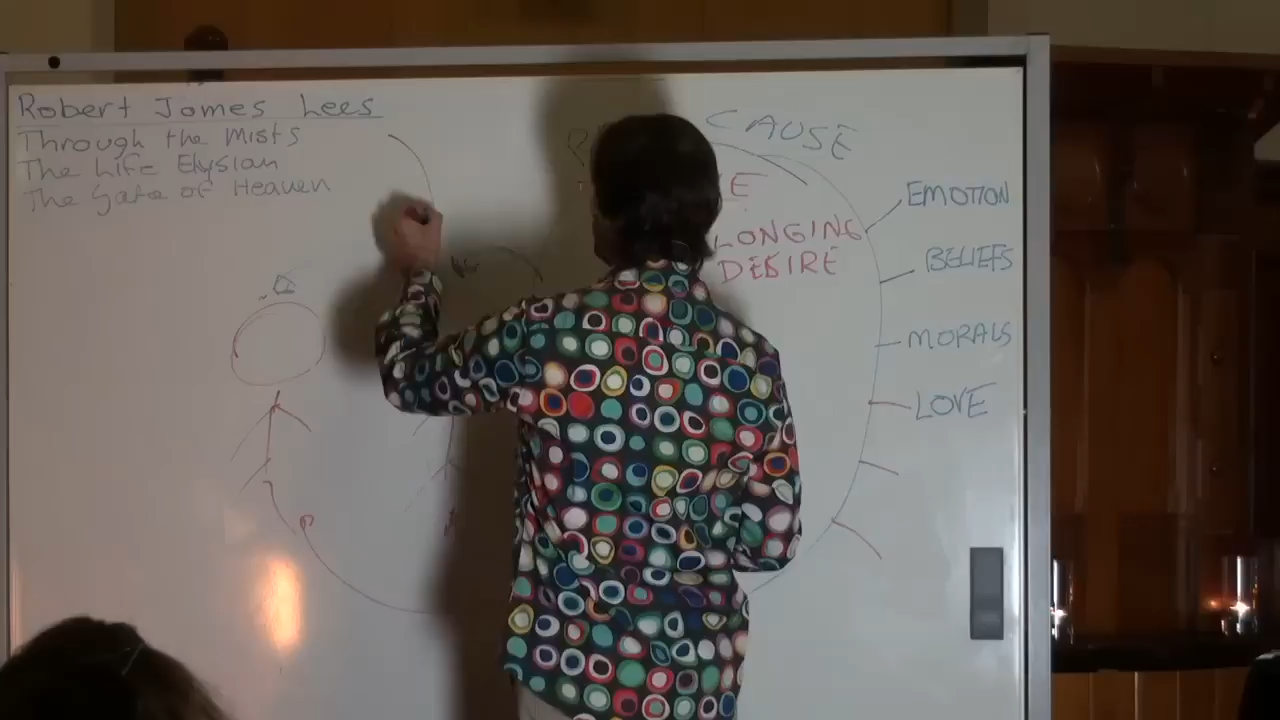 Robert James Lees
Through the Mists
The Life Elysian
The Gate of Heaven
CAUSE
EMOTION
LONGING
DESIRE
BELIEFS
MORALS
LOVE